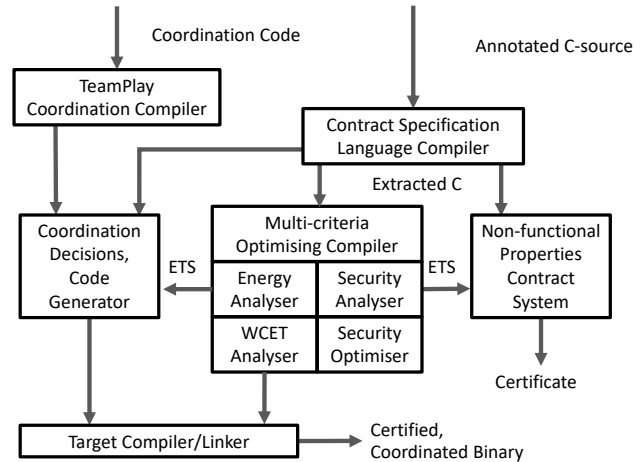 Coordination Code
Annotated C-source
TeamPlay
Coordination Compiler
Contract Specification
Language Compiler
Extracted C
Coordination
Decisions,
Code
Generator
ETS
Multi-criteria
Optimising Compiler
Energy
Analyser
Security
Analyser
WCET
Analyser
Security
Optimiser
ETS
Non-functional
Properties
Contract
System
Certificate
Target Compiler/Linker
Certified,
Coordinated Binary